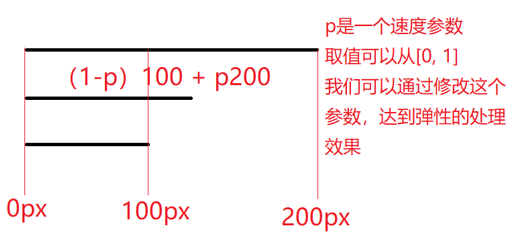 p是一个速度参数
取值可以从[0, 1]
我们可以通过修改这个
参数，达到弹性的处理
效果
（1-p）100 + p200
0px
100px
200px